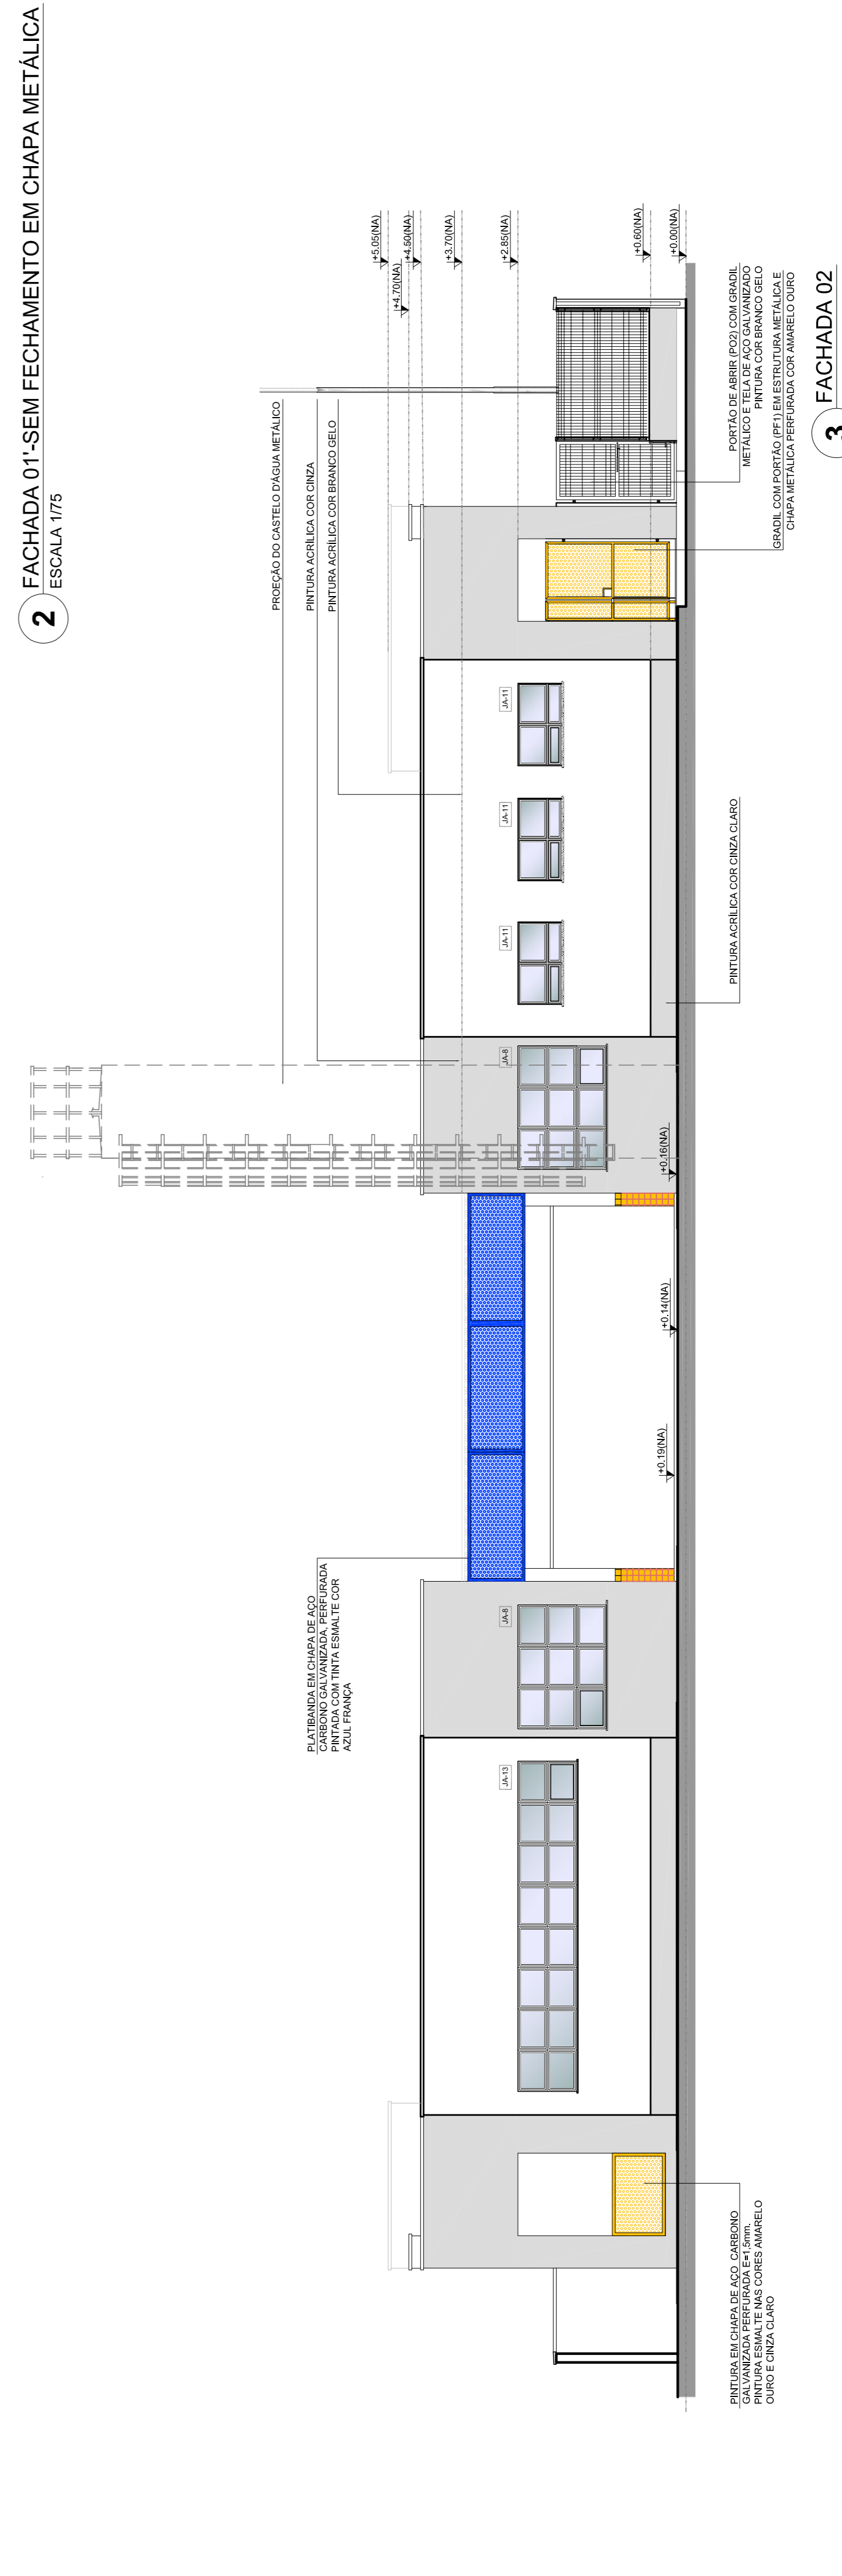 2
FACHADA 01'-SEM FECHAMENTO EM CHAPA METÁLICA
ESCALA 1/75
PROEÇÃO DO CASTELO D'ÁGUA METÁLICO
PINTURA ACRÍLICA COR CINZA
PINTURA ACRÍLICA COR BRANCO GELO
PLATIBANDA EM CHAPA DE AÇO
CARBONO GALVANIZADA, PERFURADA
PINTADA COM TINTA ESMALTE COR
AZUL FRANÇA
+5.05(NA)
+4.70(NA)
+4.50(NA)
+3.70(NA)
+2.85(NA)
+0.60(NA)
+0.00(NA)
JA-13
JA-8
JA-8
JA-11
JA-11
JA-11
+0.19(NA)
+0.14(NA)
+0.16(NA)
PINTURA EM CHAPA DE AÇO CARBONO
GALVANIZADA PERFURADA E=1,5mm.
PINTURA ESMALTE NAS CORES AMARELO
OURO E CINZA CLARO
PINTURA ACRÍLICA COR CINZA CLARO
PORTÃO DE ABRIR (PO2) COM GRADIL
METÁLICO E TELA DE AÇO GALVANIZADO
PINTURA COR BRANCO GELO
GRADIL COM PORTÃO (PF1) EM ESTRUTURA METÁLICA E
CHAPA METÁLICA PERFURADA COR AMARELO OURO
3
FACHADA 02